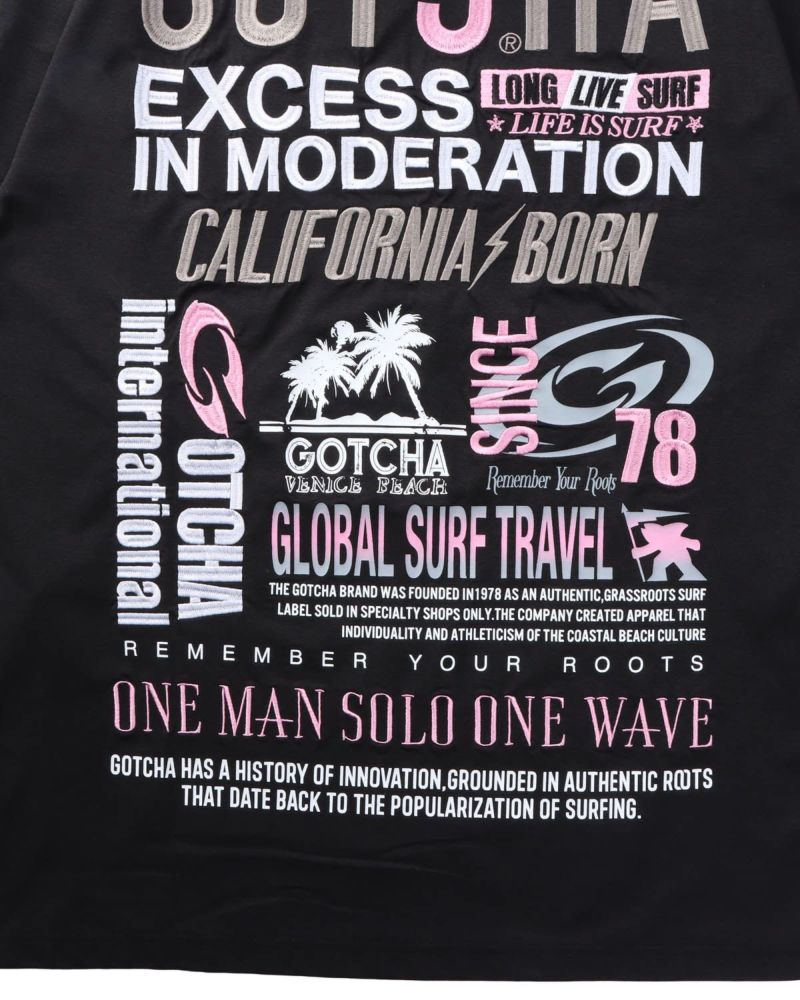 GOTCHA®
EXCESS
LONG LIVE SURF
LIFE IS SURF
IN MODERATION
CALIFORNIA BORN
international
GOTCHA
GOTCHA
VENICE BEACH
SINCE
78
Remember Your Roots
GLOBAL SURF TRAVEL
THE GOTCHA BRAND WAS FOUNDED IN1978 AS AN AUTHENTIC,GRASSROOTS SURF
LABEL SOLD IN SPECIALTY SHOPS ONLY.THE COMPANY CREATED APPAREL THAT
INDIVIDUALITY AND ATHLETICISM OF THE COASTAL BEACH CULTURE
REMEMBER YOUR ROOTS
ONE MAN SOLO ONE WAVE
GOTCHA HAS A HISTORY OF INNOVATION,GROUNDED IN AUTHENTIC ROOTS
THAT DATE BACK TO THE POPULARIZATION OF SURFING.